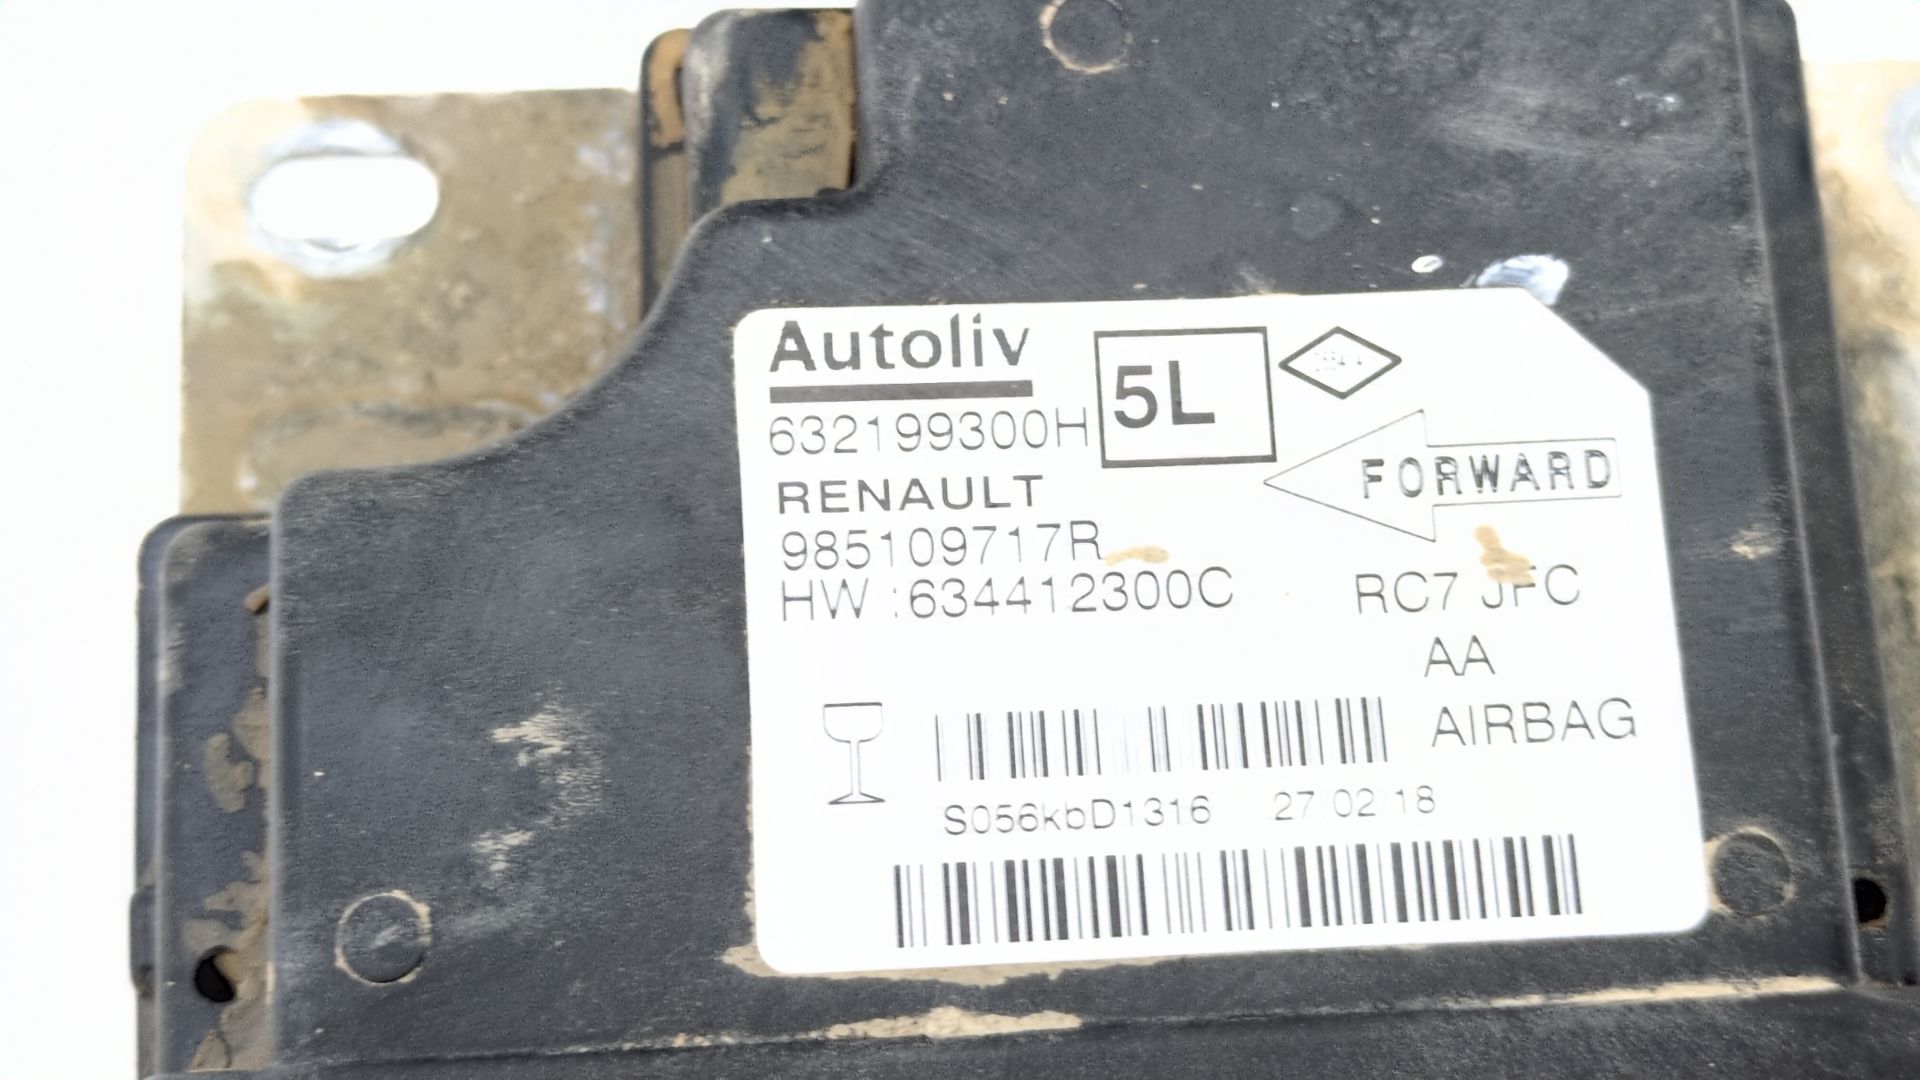 Autoliv
5L
632199300H
FORWARD
RENAULT
985109717R
HW :634412300C
RC7 JFC
AA
AIRBAG
S056kbD1316 27/02/18